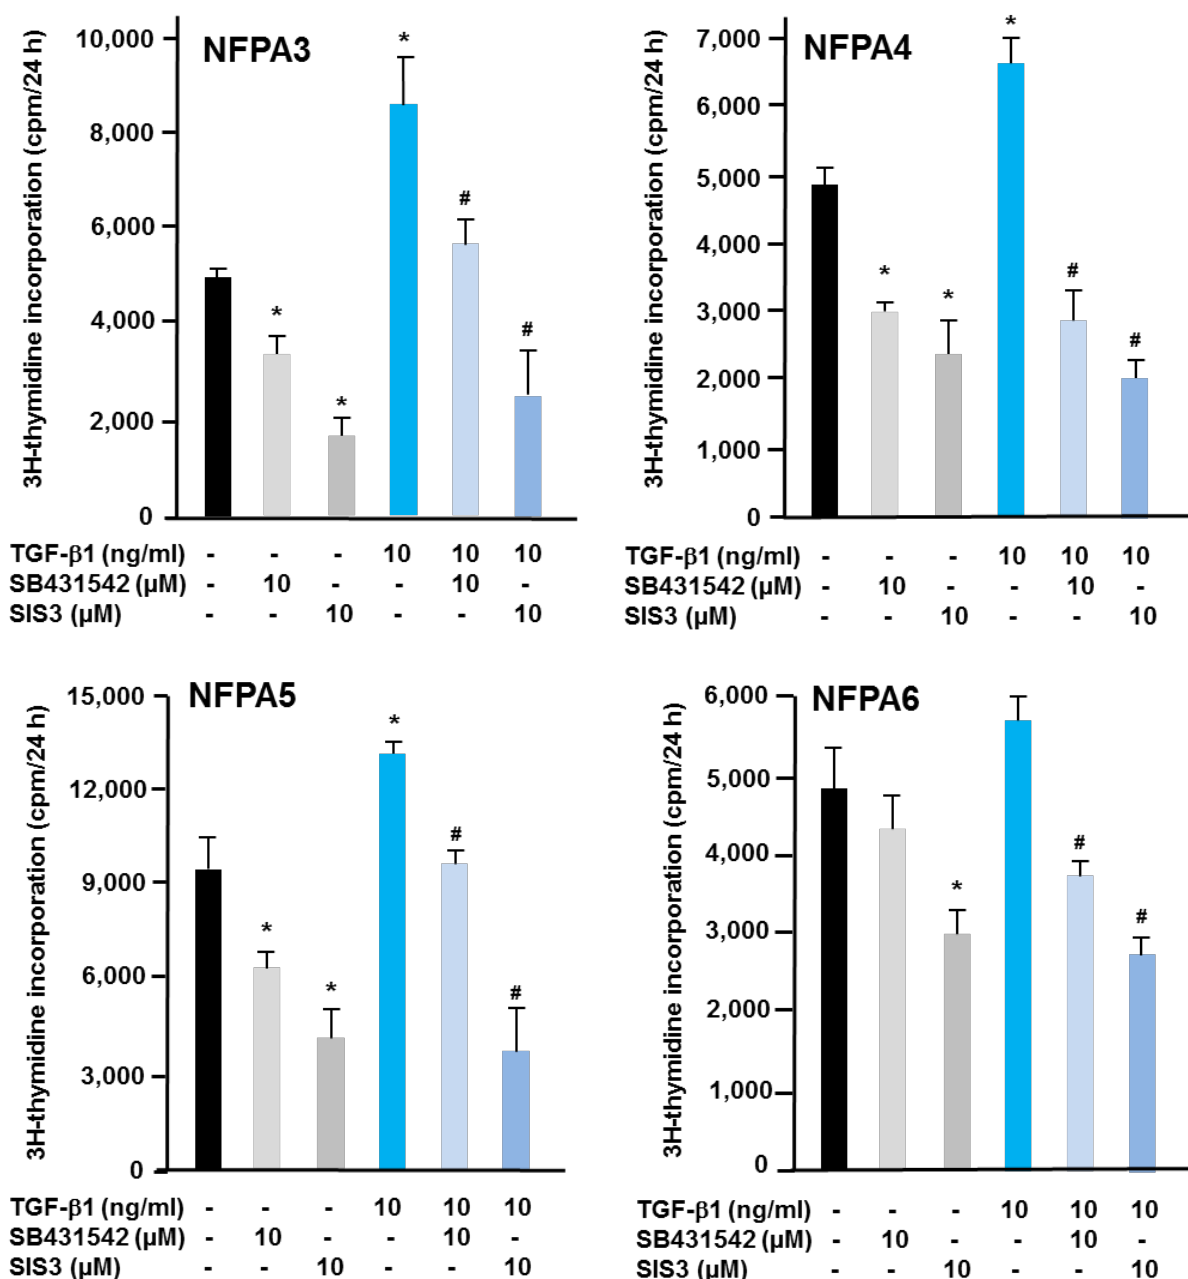 NFPA3
3H-thymidine incorporation (cpm/24 h)
10,000
8,000
6,000
4,000
2,000
0
*
*
*
#
#
TGF-β1 (ng/ml) - - - 10 10 10
SB431542 (μM) - 10 - - 10 -
SIS3 (μM) - - 10 - - 10
NFPA4
3H-thymidine incorporation (cpm/24 h)
7,000
6,000
5,000
4,000
3,000
2,000
1,000
0
*
*
*
#
#
TGF-β1 (ng/ml) - - - 10 10 10
SB431542 (μM) - 10 - - 10 -
SIS3 (μM) - - 10 - - 10
NFPA5
3H-thymidine incorporation (cpm/24 h)
15,000
12,000
9,000
6,000
3,000
0
*
*
*
#
#
TGF-β1 (ng/ml) - - - 10 10 10
SB431542 (μM) - 10 - - 10 -
SIS3 (μM) - - 10 - - 10
NFPA6
3H-thymidine incorporation (cpm/24 h)
6,000
5,000
4,000
3,000
2,000
1,000
0
*
#
#
TGF-β1 (ng/ml) - - - 10 10 10
SB431542 (μM) - 10 - - 10 -
SIS3 (μM) - - 10 - - 10